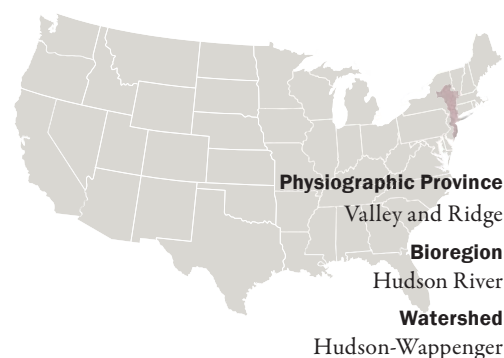 Physiographic Province
Valley and Ridge
Bioregion
Hudson River
Watershed
Hudson-Wappenger